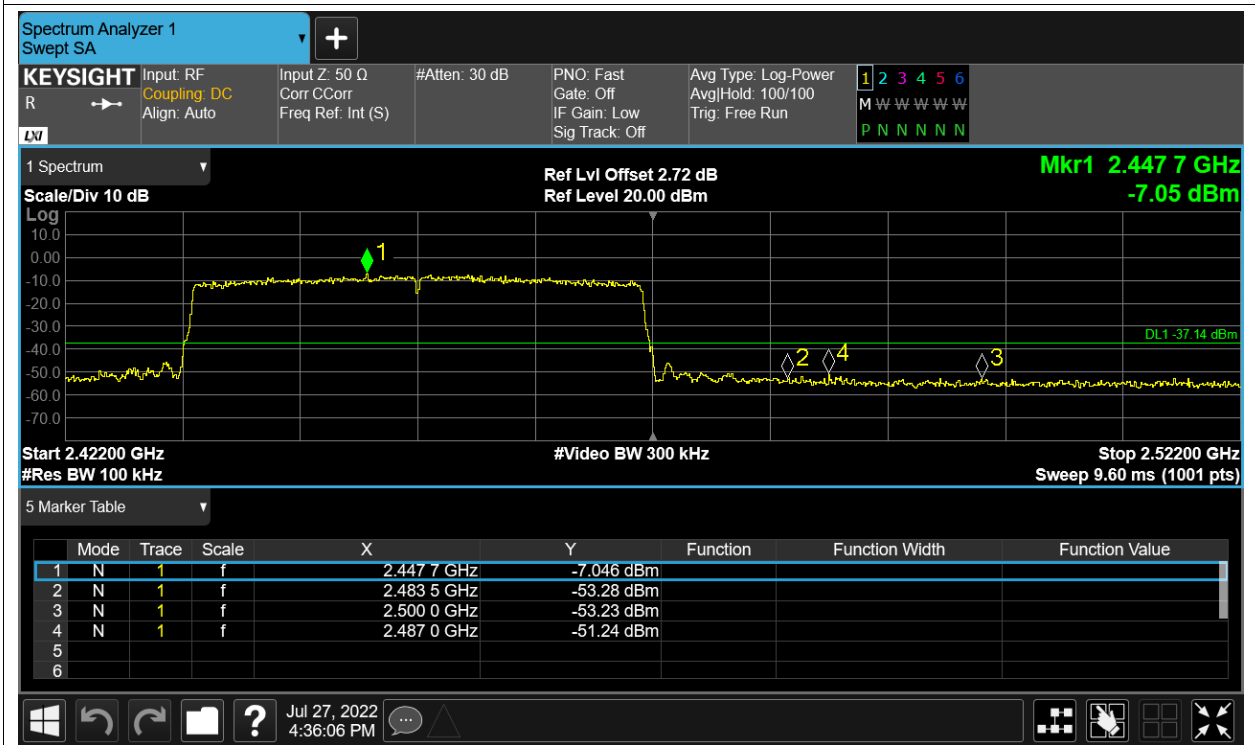 Spectrum Analyzer 1
Swept SA
+
KEYSIGHT Input: RF Input Z: 50 Ω #Atten: 30 dB PNO: Fast Avg Type: Log-Power 1 2 3 4 5 6
R Coupling: DC Corr CCorr Gate: Off Avg|Hold: 100/100 M W W W W W
Align: Auto Freq Ref: Int (S) IF Gain: Low Trig: Free Run
LXI Sig Track: Off P N N N N N
1 Spectrum Ref Lvl Offset 2.72 dB Mkr1 2.447 7 GHz
Scale/Div 10 dB Ref Level 20.00 dBm -7.05 dBm
Log
10.0
0.00
-10.0
-20.0
-30.0
-40.0
-50.0
-60.0
-70.0
1
DL1 -37.14 dBm
2 4 3
Start 2.42200 GHz #Video BW 300 kHz Stop 2.52200 GHz
#Res BW 100 kHz Sweep 9.60 ms (1001 pts)
5 Marker Table
Mode Trace Scale X Y Function Function Width Function Value
1 N 1 f 2.447 7 GHz -7.046 dBm
2 N 1 f 2.483 5 GHz -53.28 dBm
3 N 1 f 2.500 0 GHz -53.23 dBm
4 N 1 f 2.487 0 GHz -51.24 dBm
5
6
? Jul 27, 2022
4:36:06 PM